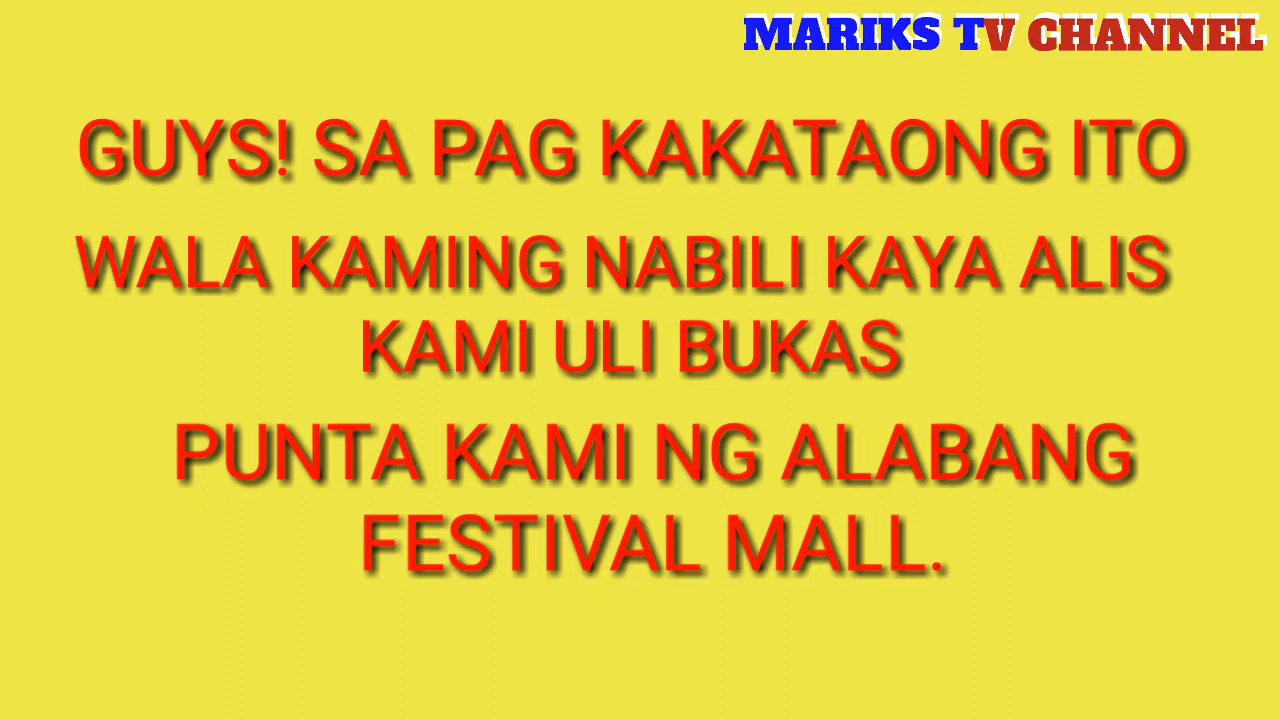 MARIKS TV CHANNEL
GUYS! SA PAG KAKATAONG ITO
WALA KAMING NABILI KAYA ALIS
KAMI ULI BUKAS
PUNTA KAMI NG ALABANG
FESTIVAL MALL.